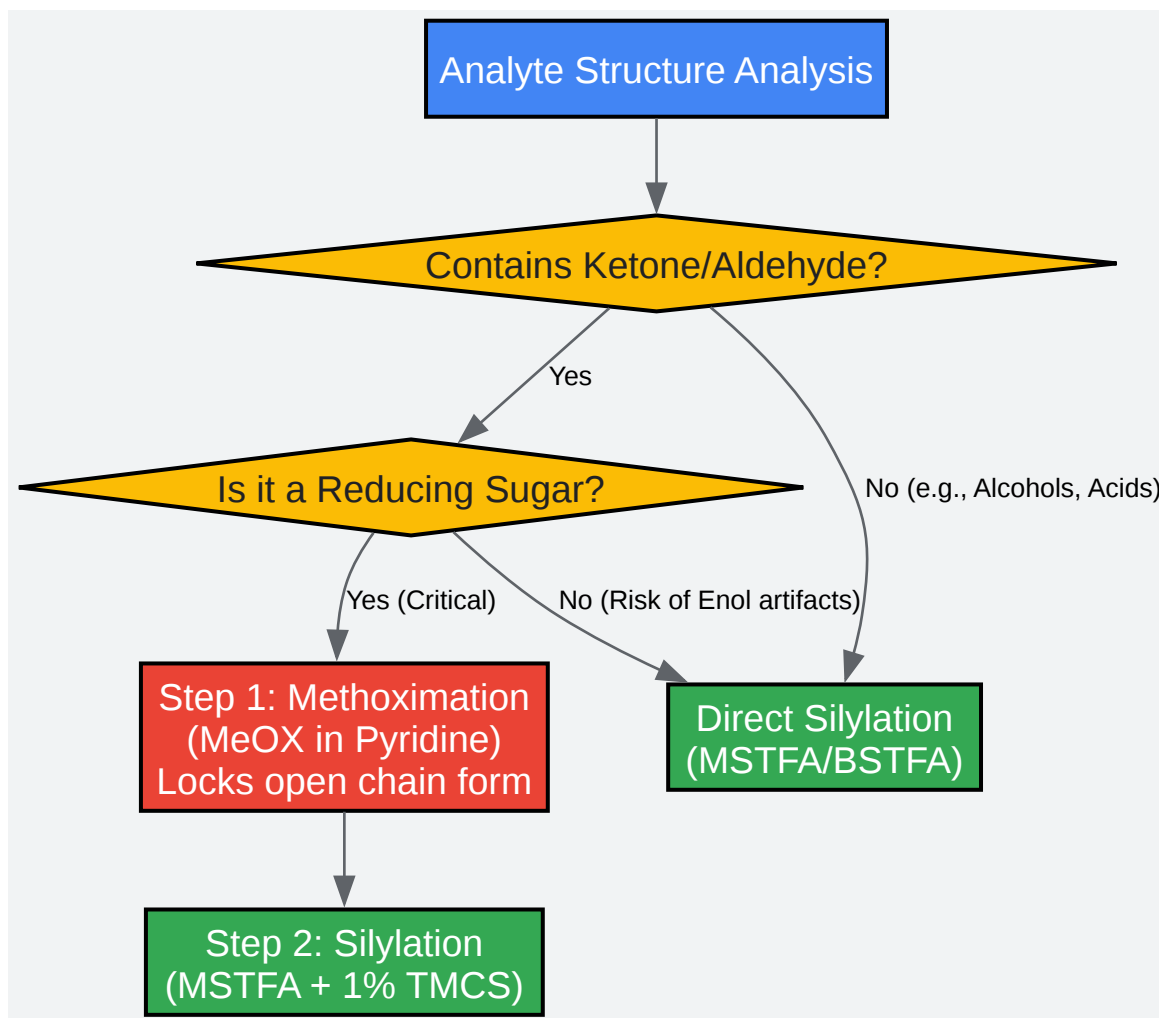 Analyte Structure Analysis
Contains Ketone/Aldehyde?
Yes
Is it a Reducing Sugar?
No (e.g., Alcohols, Acids)
Yes (Critical)
No (Risk of Enol artifacts)
Step 1: Methoximation
(MeOX in Pyridine)
Locks open chain form
Direct Silylation
(MSTFA/BSTFA)
Step 2: Silylation
(MSTFA + 1% TMCS)